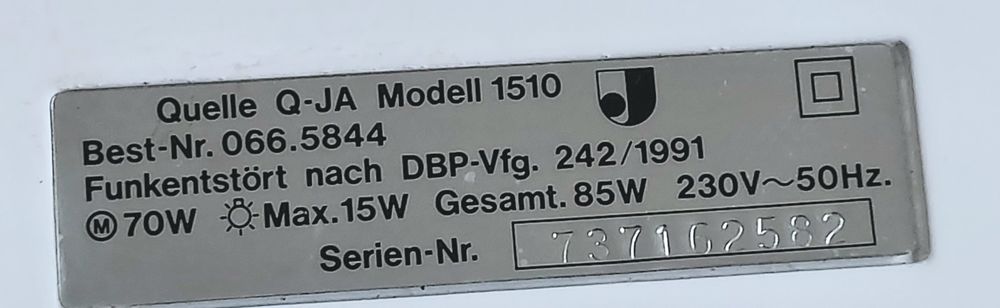 Quelle Q-JA Modell 1510
Best-Nr. 066.5844
Funkentstört nach DBP-Vfg. 242/1991
Ⓜ 70W Max.15W Gesamt. 85W 230V~50Hz.
Serien-Nr. 737162582